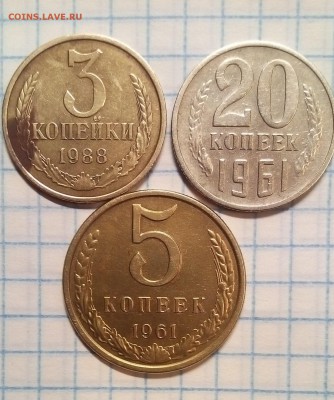 COINS.LAVE.RU
3
КОПЕЙКИ
1988
20
КОПЕЕК
1961
5
КОПЕЕК
1961